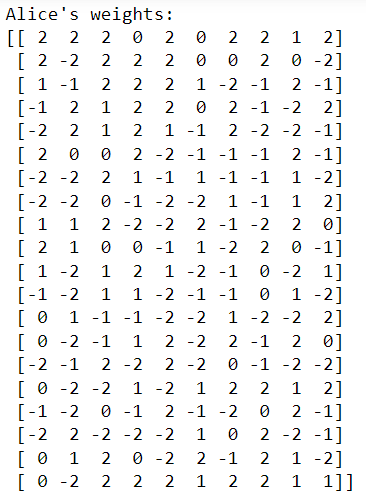 Alice's weights:
[[ 2  2  2  0  2  0  2  2  1  2]
 [ 2 -2  2  2  2  0  0  2  0 -2]
 [ 1 -1  2  2  2  1 -2 -1  2 -1]
 [-1  2  1  2  2  0  2 -1 -2  2]
 [-2  2  1  2  1 -1  2 -2 -2 -1]
 [ 2  0  0  2 -2 -1 -1 -1  2 -1]
 [-2 -2  2  1 -1  1 -1 -1  1 -2]
 [-2 -2  0 -1 -2 -2  1 -1  1  2]
 [ 1  1  2 -2 -2  2 -1 -2  2  0]
 [ 2  1  0  0 -1  1 -2  2  0 -1]
 [ 1 -2  1  2  1 -2 -1  0 -2  1]
 [-1 -2  1  1 -2 -1 -1  0  1 -2]
 [ 0  1 -1 -1 -2 -2  1 -2 -2  2]
 [ 0 -2 -1  1  2 -2  2 -1  2  0]
 [-2 -1  2 -2  2 -2  0 -1 -2 -2]
 [ 0 -2 -2  1 -2  1  2  2  1  2]
 [-1 -2  0 -1  2 -1 -2  0  2 -1]
 [-2  2 -2 -2 -2  1  0  2 -2 -1]
 [ 0  1  2  0 -2  2 -1  2  1 -2]
 [ 0 -2  2  2  2  1  2  2  1  1]]